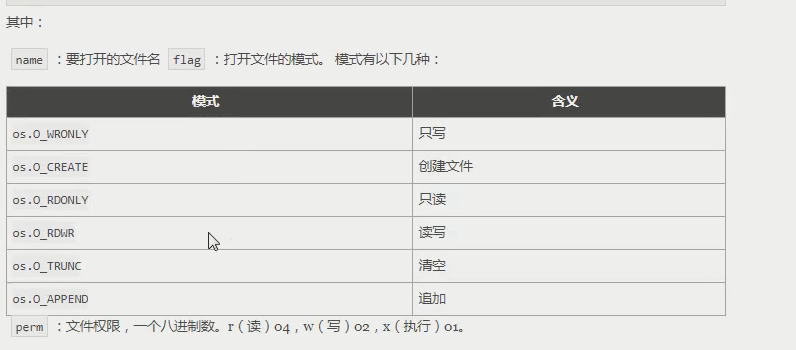 其中：
name ：要打开的文件名 flag ：打开文件的模式。 模式有以下几种：
模式 含义
os.O_WRONLY 只写
os.O_CREATE 创建文件
os.O_RDONLY 只读
os.O_RDWR 读写
os.O_TRUNC 清空
os.O_APPEND 追加
perm ：文件权限，一个八进制数。r（读）04，w（写）02，x（执行）01。